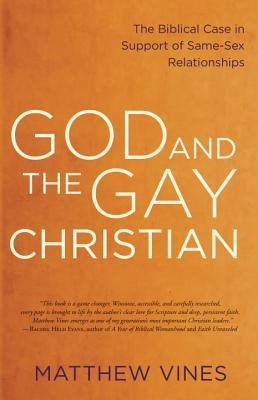 The Biblical Case in
Support of Same-Sex
Relationships
GOD AND
THE GAY
CHRISTIAN
"This book is a game changer. Winsome, accessible, and carefully researched,
every page is brought to life by the author's clear love for Scripture and deep, persistent faith.
Matthew Vines emerges as one of my generation's most important Christian leaders."
—RACHEL HELD EVANS, author of A Year of Biblical Womanhood and Faith Unraveled
MATTHEW VINES